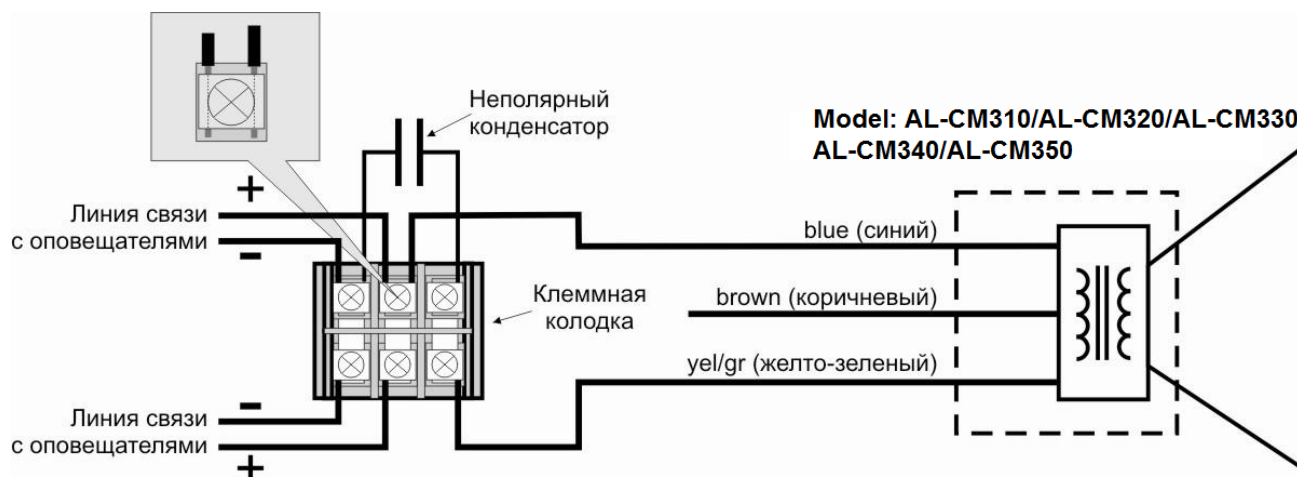 Неполярный
конденсатор
Model: AL-CM310/AL-CM320/AL-CM330
AL-CM340/AL-CM350
+
Линия связи
с оповещателями
-
blue (синий)
Клеммная
колодка
brown (коричневый)
yel/gr (желто-зеленый)
-
Линия связи
с оповещателями
+